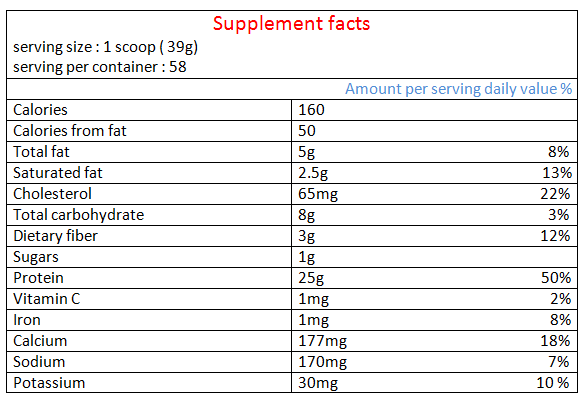 Supplement facts
serving size : 1 scoop ( 39g)
serving per container : 58
Amount per serving daily value %
Calories 160
Calories from fat 50
Total fat 5g 8%
Saturated fat 2.5g 13%
Cholesterol 65mg 22%
Total carbohydrate 8g 3%
Dietary fiber 3g 12%
Sugars 1g
Protein 25g 50%
Vitamin C 1mg 2%
Iron 1mg 8%
Calcium 177mg 18%
Sodium 170mg 7%
Potassium 30mg 10 %